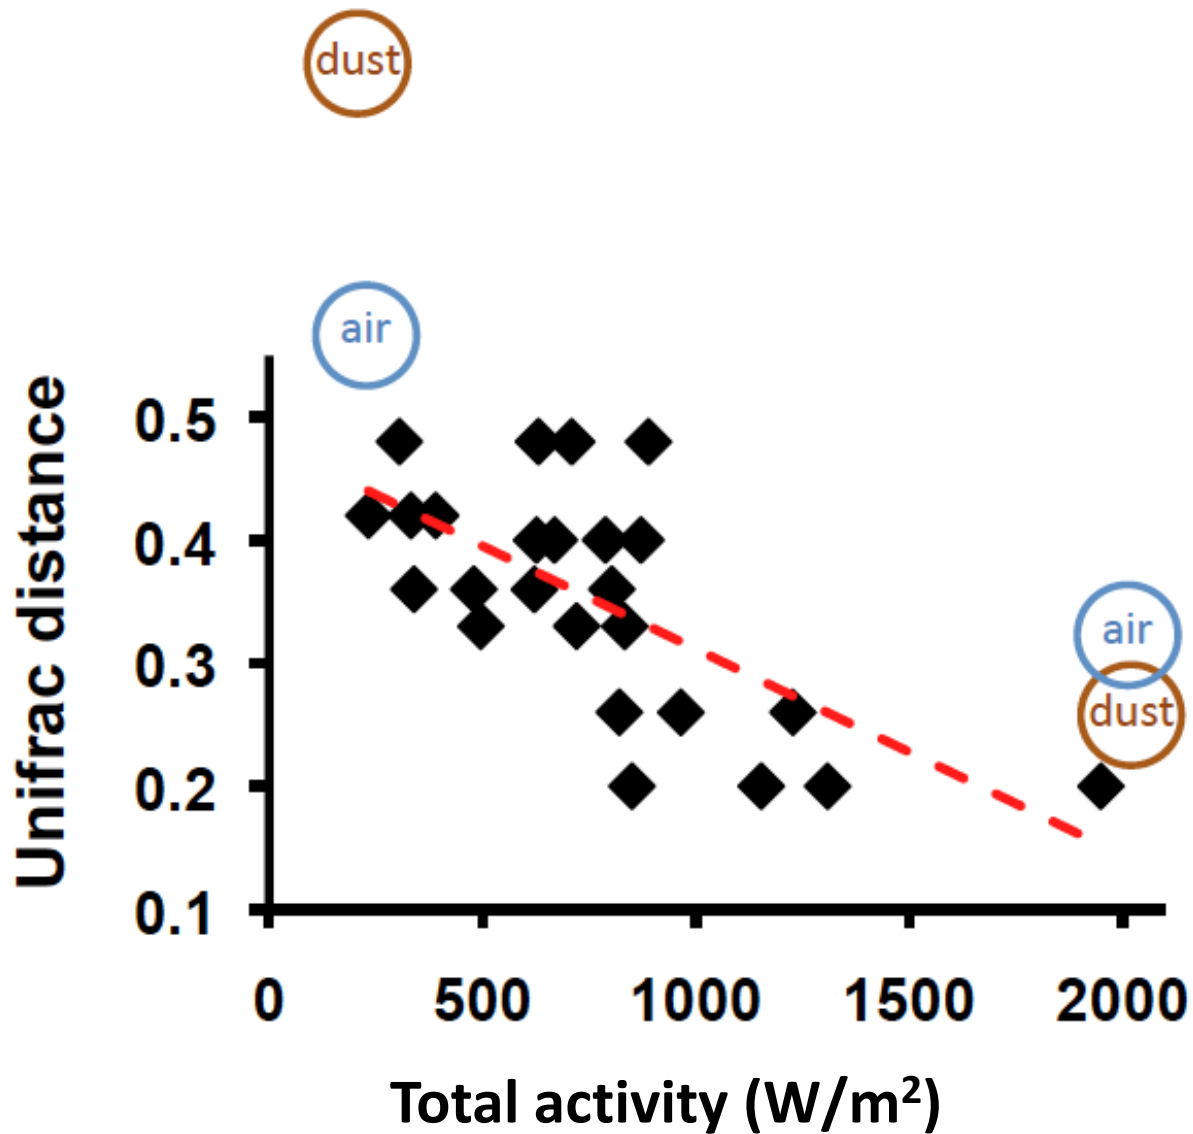 dust
air
Unifrac distance
0.5
0.4
0.3
0.2
0.1
air
dust
0 500 1000 1500 2000
Total activity (W/m²)